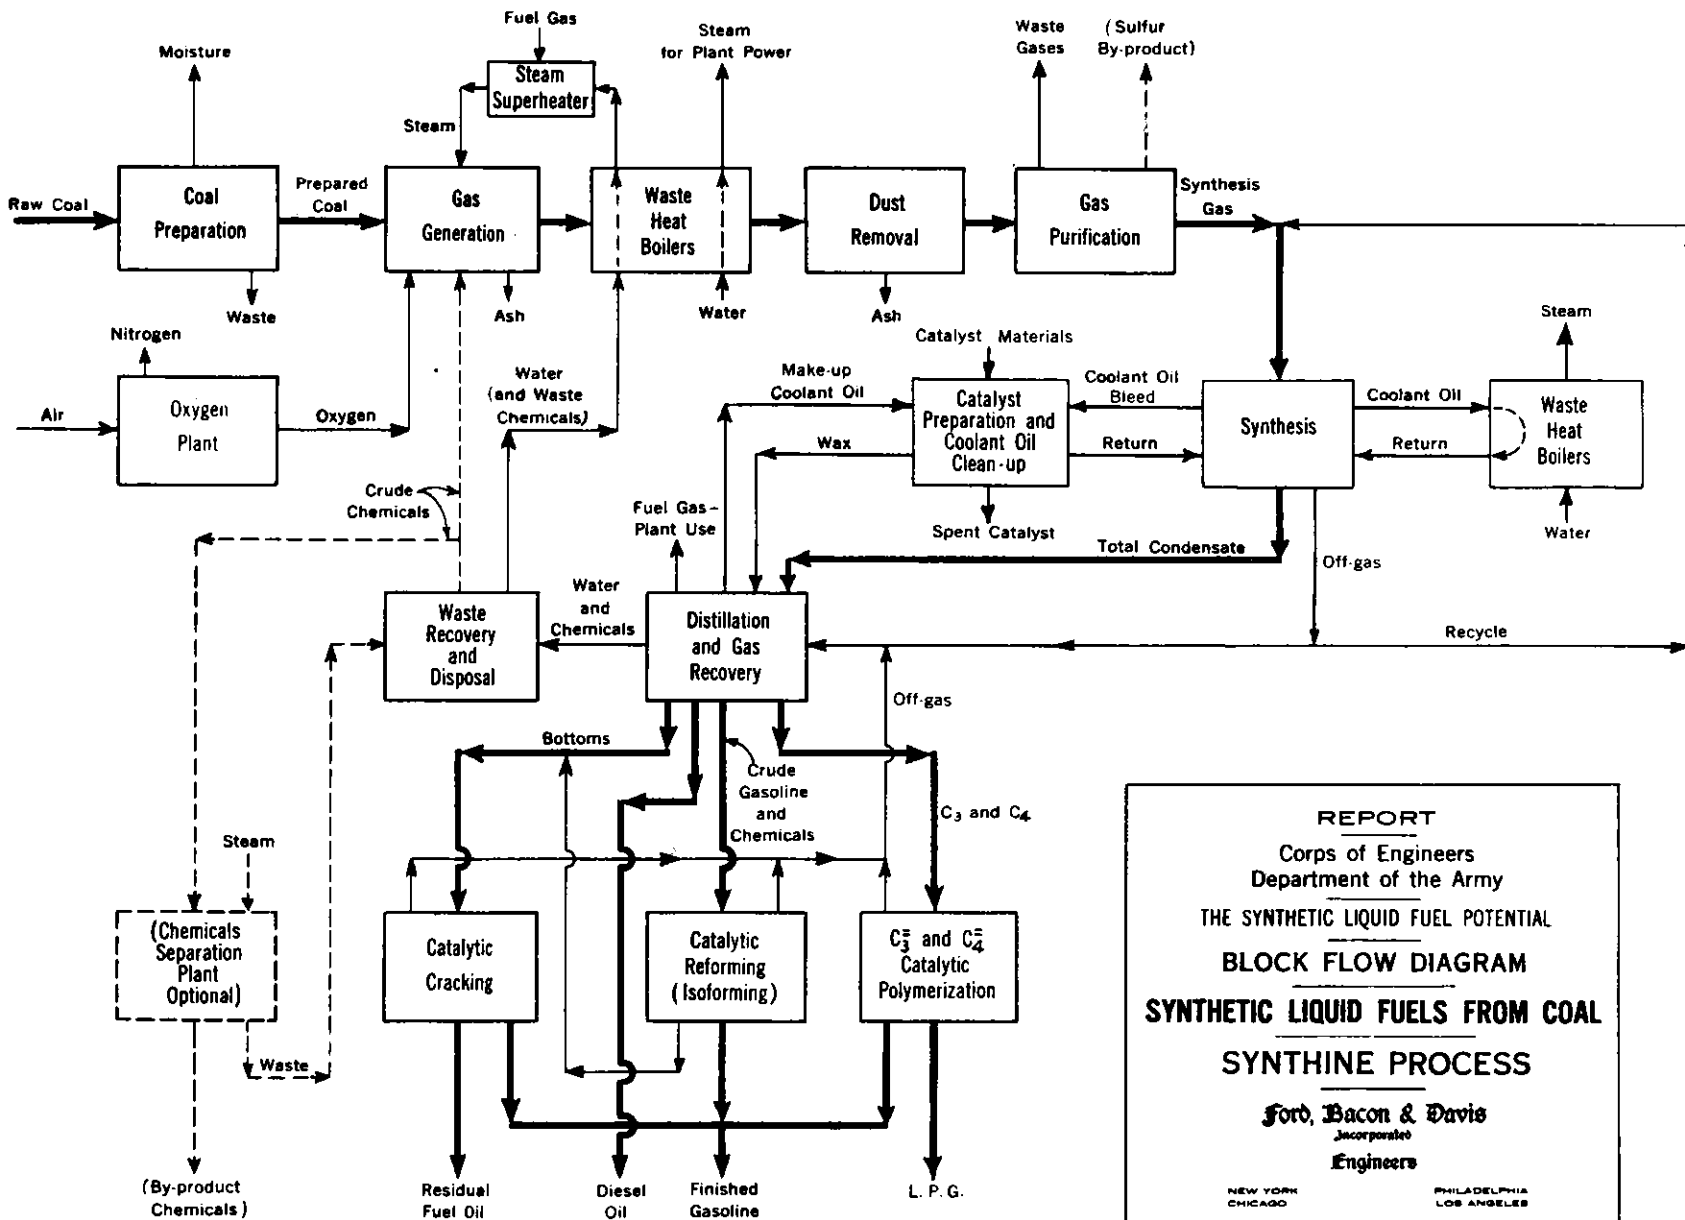 Fuel Gas
Steam
for Plant Power
Waste
Gases
(Sulfur
By-product)
Moisture
Steam
Superheater
Steam
Raw Coal
Coal
Preparation
Prepared
Coal
Gas
Generation
Waste
Heat
Boilers
Dust
Removal
Gas
Purification
Synthesis
Gas
Waste
Ash
Water
Ash
Nitrogen
Air
Oxygen
Plant
Oxygen
Water
(and Waste
Chemicals)
Make-up
Coolant Oil
Catalyst Materials
Catalyst
Preparation and
Coolant Oil
Clean-up
Coolant Oil
Bleed
Return
Wax
Spent Catalyst
Synthesis
Coolant Oil
Return
Steam
Waste
Heat
Boilers
Water
Crude
Chemicals
Fuel Gas-
Plant Use
Total Condensate
Off-gas
Waste
Recovery
and
Disposal
Water
and
Chemicals
Distillation
and Gas
Recovery
Recycle
Off-gas
Bottoms
Crude
Gasoline
and
Chemicals
C₃ and C₄
Steam
(Chemicals
Separation
Plant
Optional)
Catalytic
Cracking
Catalytic
Reforming
(Isoforming)
C₃⁼ and C₄⁼
Catalytic
Polymerization
Waste
(By-product
Chemicals)
Residual
Fuel Oil
Diesel
Oil
Finished
Gasoline
L. P. G.
REPORT
Corps of Engineers
Department of the Army
THE SYNTHETIC LIQUID FUEL POTENTIAL
BLOCK FLOW DIAGRAM
SYNTHETIC LIQUID FUELS FROM COAL
SYNTHINE PROCESS
Ford, Bacon & Davis
Incorporated
Engineers
NEW YORK PHILADELPHIA
CHICAGO LOS ANGELES